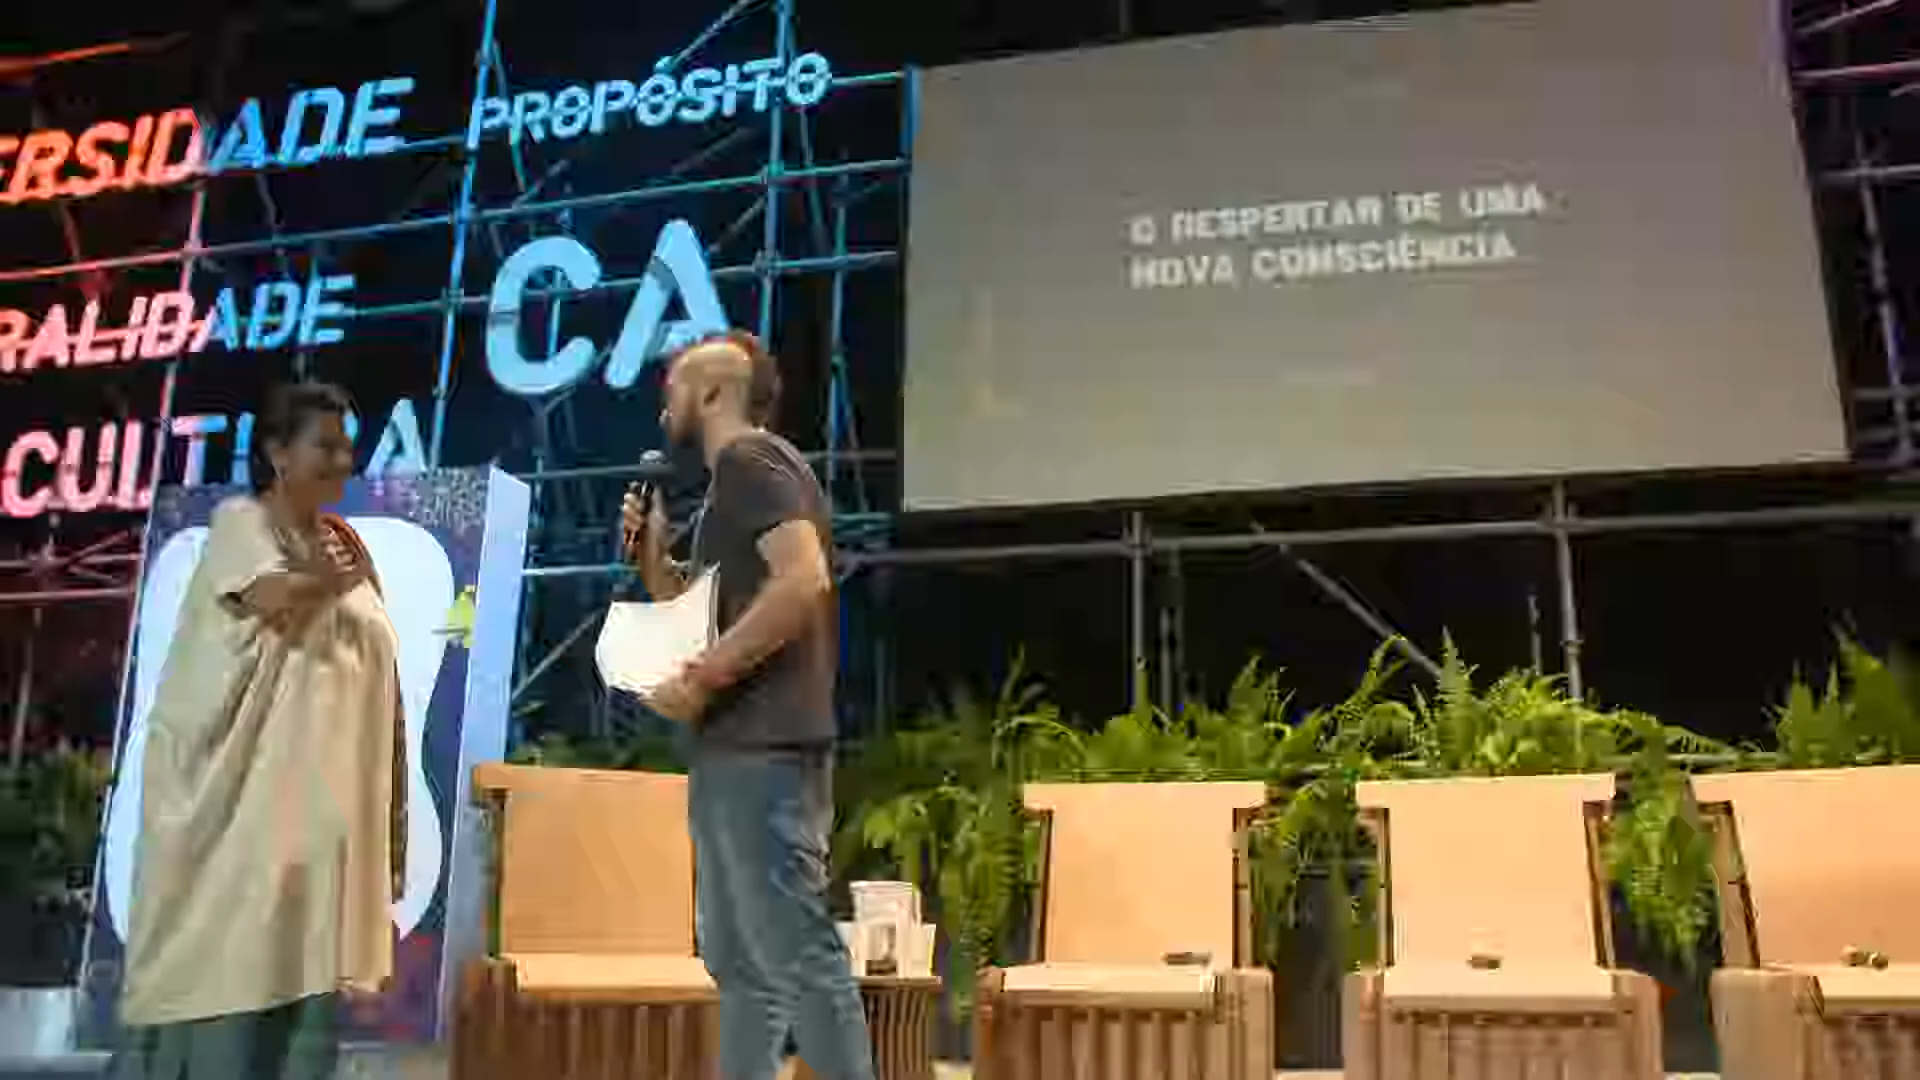 ERSIDADE
PROPÓSITO
RALIDADE
CA
CULTURA
O DESPERTAR DE UMA
NOVA CONSCIÊNCIA